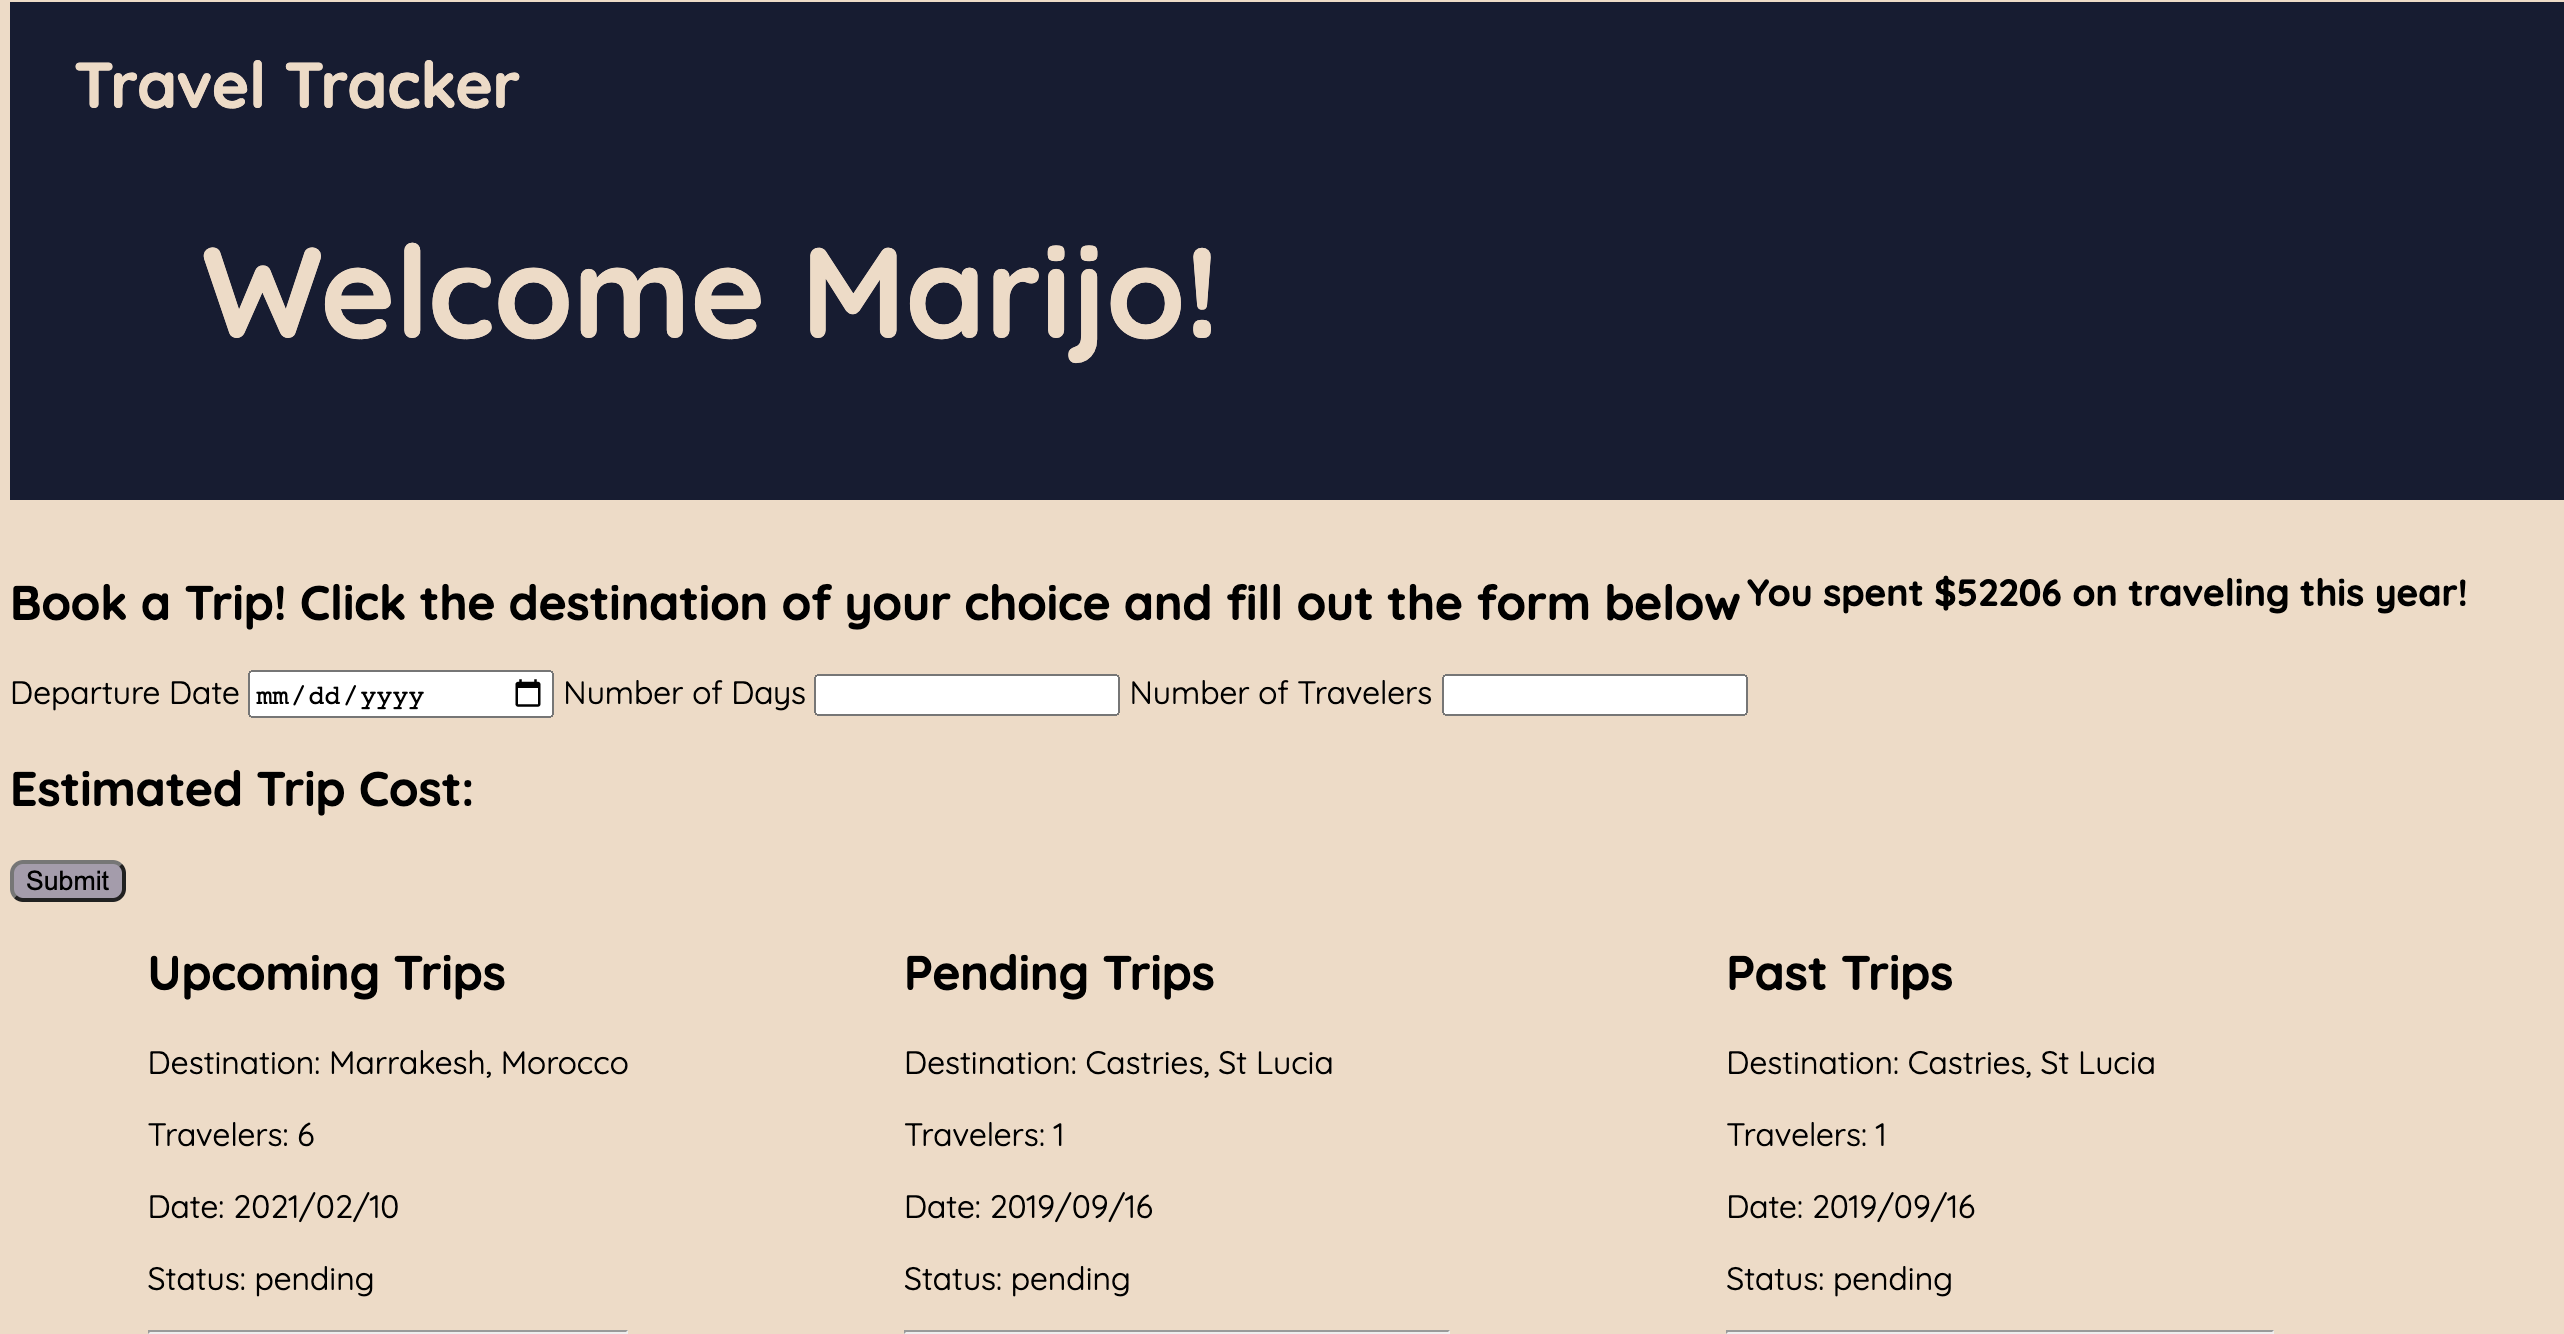 Travel Tracker
Welcome Marijo!
Book a Trip! Click the destination of your choice and fill out the form below
You spent $52206 on traveling this year!
Departure Date mm/dd/yyyy Number of Days Number of Travelers
Estimated Trip Cost:
Submit
Upcoming Trips
Destination: Marrakesh, Morocco
Travelers: 6
Date: 2021/02/10
Status: pending
Pending Trips
Destination: Castries, St Lucia
Travelers: 1
Date: 2019/09/16
Status: pending
Past Trips
Destination: Castries, St Lucia
Travelers: 1
Date: 2019/09/16
Status: pending